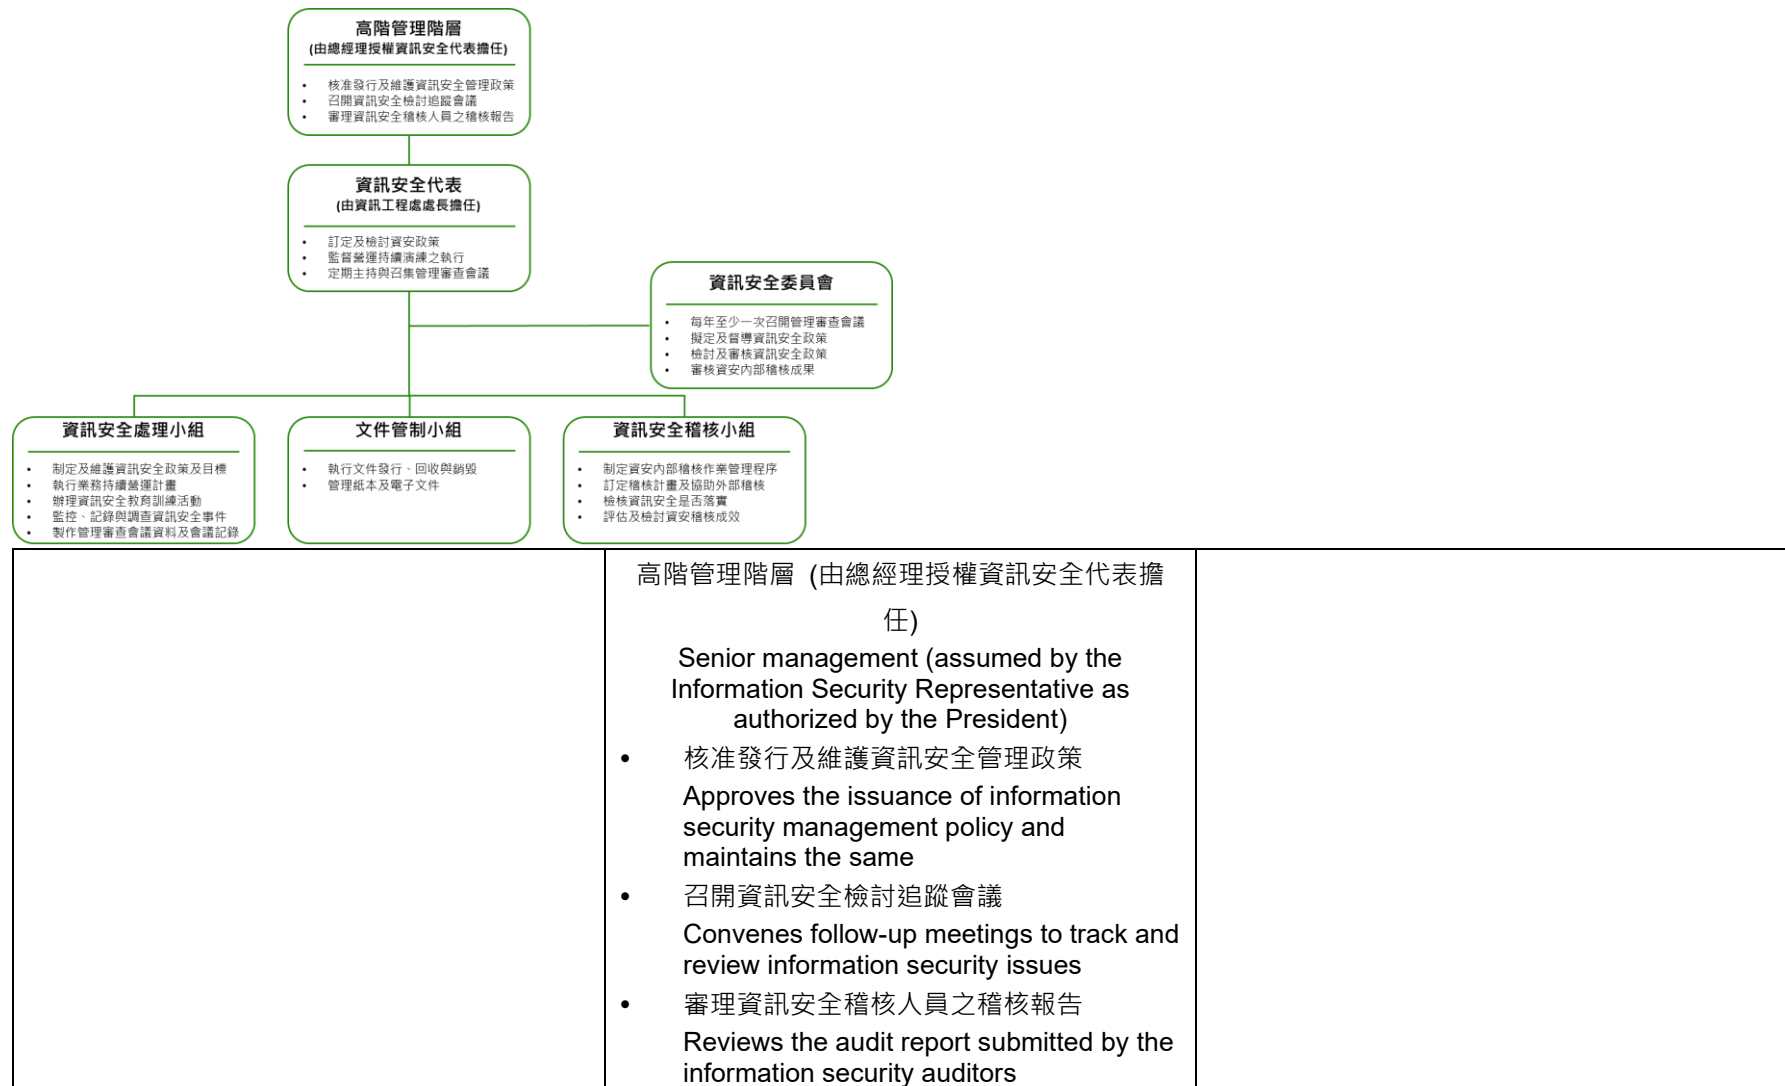 高階管理階層
(由總經理授權資訊安全代表擔任)
• 核准發行及維護資訊安全管理政策
• 召開資訊安全檢討追蹤會議
• 審理資訊安全稽核人員之稽核報告
資訊安全代表
(由資訊工程處處長擔任)
• 訂定及檢討資安政策
• 監督營運持續演練之執行
• 定期主持與召集管理審查會議
資訊安全委員會
• 每年至少一次召開管理審查會議
• 擬定及督導資訊安全政策
• 檢討及審核資訊安全政策
• 審核資安內部稽核成果
資訊安全處理小組
• 制定及維護資訊安全政策及目標
• 執行業務持續營運計畫
• 辦理資訊安全教育訓練活動
• 監控、記錄與調查資訊安全事件
• 製作管理審查會議資料及會議記錄
文件管制小組
• 執行文件發行、回收與銷毀
• 管理紙本及電子文件
資訊安全稽核小組
• 制定資安內部稽核作業管理程序
• 訂定稽核計畫及協助外部稽核
• 檢核資訊安全是否落實
• 評估及檢討資安稽核成效
高階管理階層 (由總經理授權資訊安全代表擔
任)
Senior management (assumed by the
Information Security Representative as
authorized by the President)
• 核准發行及維護資訊安全管理政策
Approves the issuance of information
security management policy and
maintains the same
• 召開資訊安全檢討追蹤會議
Convenes follow-up meetings to track and
review information security issues
• 審理資訊安全稽核人員之稽核報告
Reviews the audit report submitted by the
information security auditors